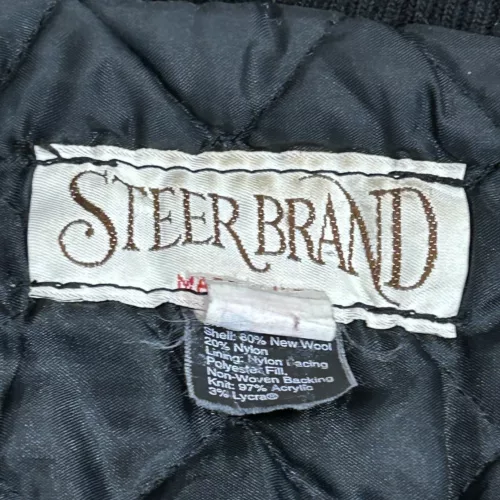 STEER BRAND
Shell: 80% New Wool
20% Nylon
Lining: Nylon Facing
Polyester Fill.
Non-Woven Backing
Knit: 97% Acrylic
3% Lycra®